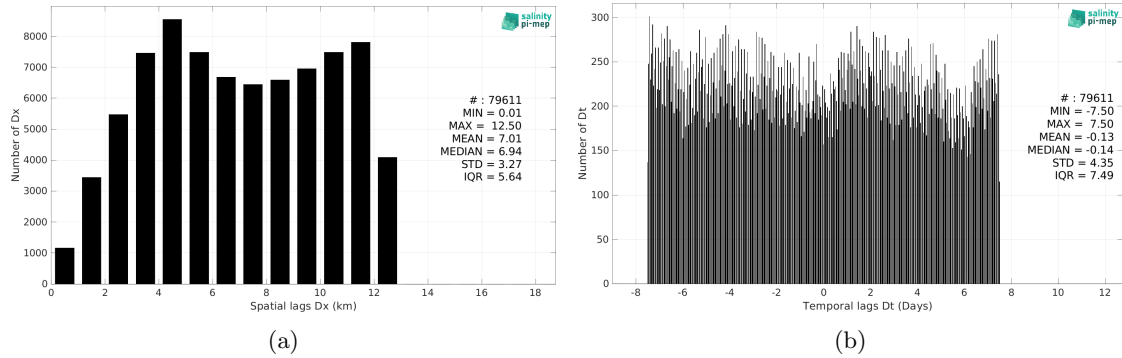 salinity
pi-mep
8000
7000
6000
5000
4000
3000
2000
1000
0
Number of Dx
# : 79611
MIN = 0.01
MAX = 12.50
MEAN = 7.01
MEDIAN = 6.94
STD = 3.27
IQR = 5.64
0 2 4 6 8 10 12 14 16 18
Spatial lags Dx (km)
(a)
salinity
pi-mep
300
250
200
150
100
50
0
Number of Dt
# : 79611
MIN = -7.50
MAX = 7.50
MEAN = -0.13
MEDIAN = -0.14
STD = 4.35
IQR = 7.49
-8 -6 -4 -2 0 2 4 6 8 10 12
Temporal lags Dt (Days)
(b)